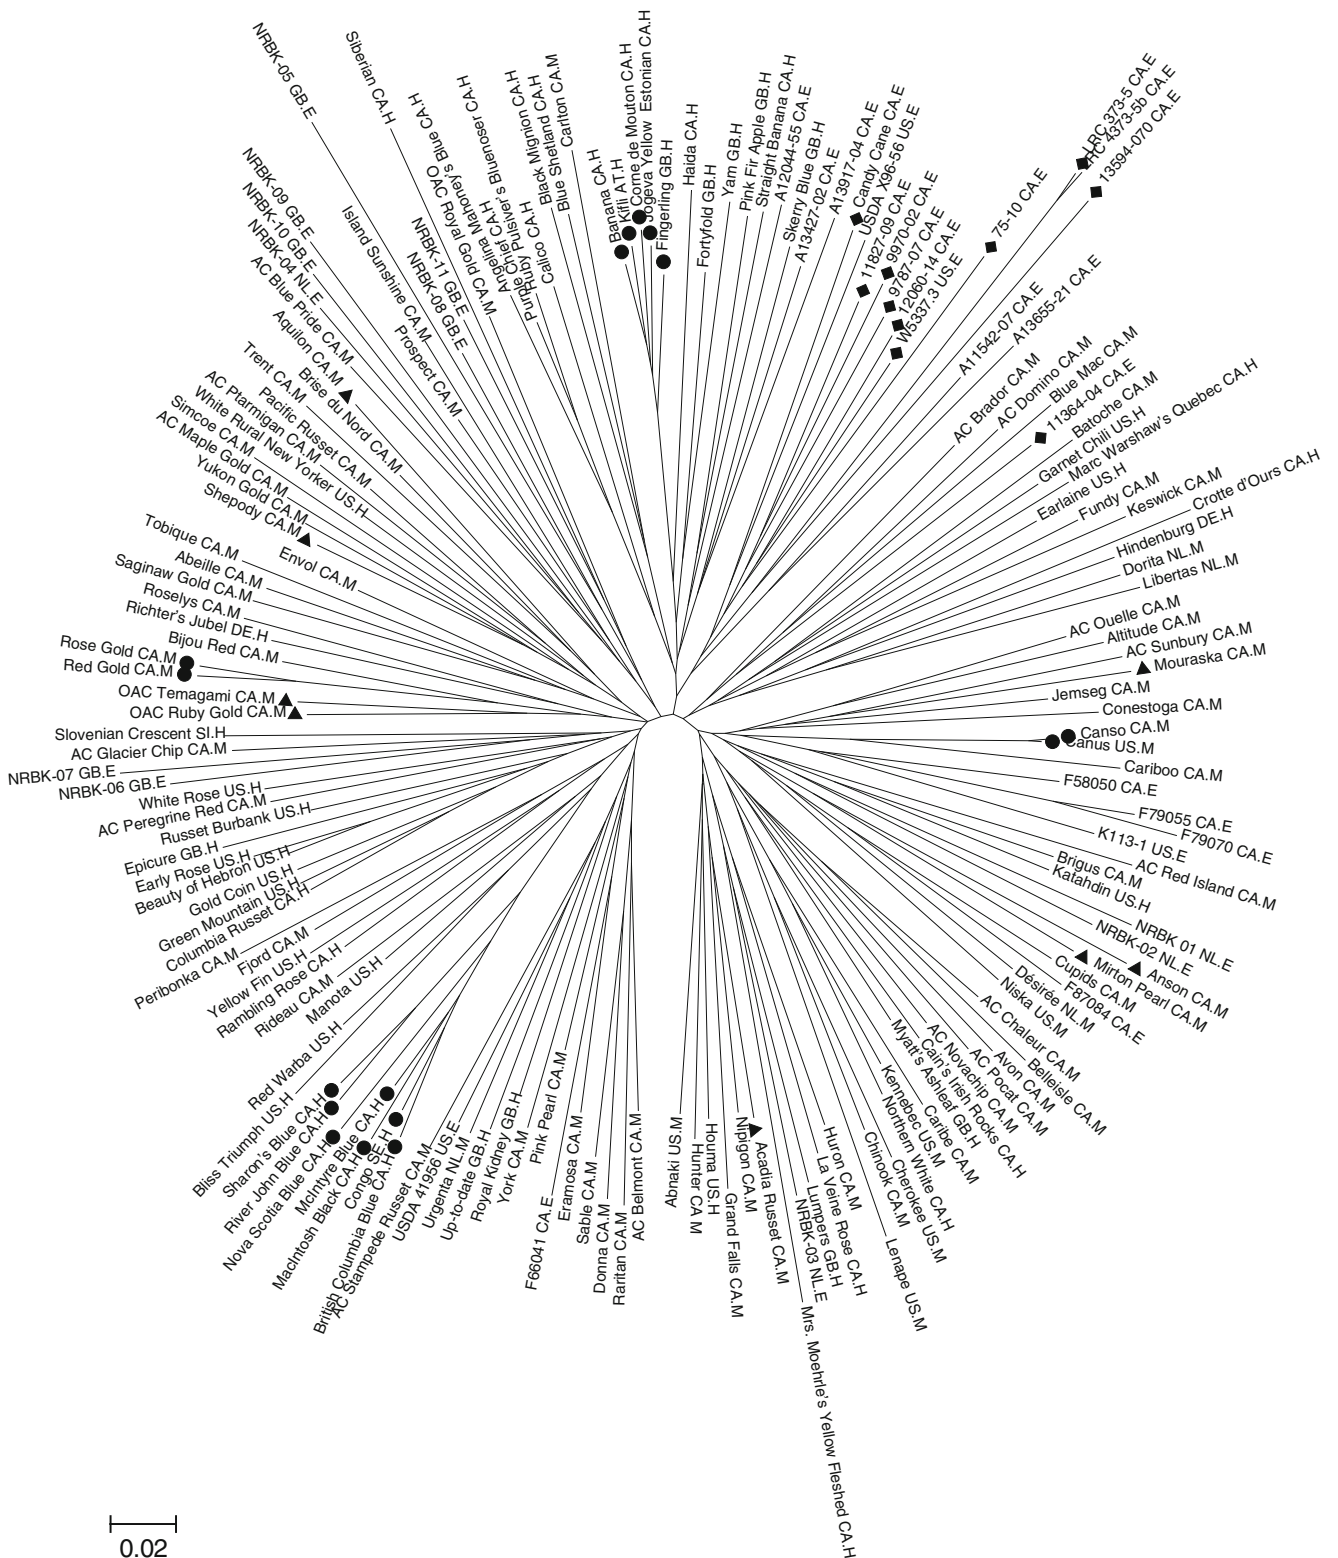 NRBK-05 GB.E
Siberian CA.H
OAC Royal Gold CA.M
Angelina Mahoney's Blue CA.H
Purple Chief CA.H
Ruby Pulsiver's Bluenoser CA.H
Calico CA.H
Black Mignion CA.H
Blue Shetland CA.H
Carlton CA.M
Banana CA.H
Kifli AT.H
Corne de Mouton CA.H
Jogeva Yellow Estonian CA.H
Fingerling GB.H
Haida CA.H
Fortyfold GB.H
Yam GB.H
Pink Fir Apple GB.H
Straight Banana CA.H
A12044-55 CA.E
Skerry Blue GB.H
A13427-02 CA.E
A13917-04 CA.E
Candy Cane CA.E
USDA X96-56 US.E
11827-09 CA.E
9970-02 CA.E
9787-07 CA.E
12060-14 CA.E
W5337.3 US.E
75-10 CA.E
LRC 373-5 CA.E
LRC 4373-5b CA.E
13594-070 CA.E
A11542-07 CA.E
A13655-21 CA.E
AC Brador CA.M
AC Domino CA.M
Blue Mac CA.M
11364-04 CA.E
Batoche CA.M
Garnet Chili US.H
Marc Warshaw's Quebec CA.H
Earlaine US.H
Fundy CA.M
Keswick CA.M
Crotte d'Ours CA.H
Hindenburg DE.H
Dorita NL.M
Libertas NL.M
AC Ouelle CA.M
Altitude CA.M
AC Sunbury CA.M
Mouraska CA.M
Jemseg CA.M
Conestoga CA.M
Canso CA.M
Canus US.M
Cariboo CA.M
F58050 CA.E
F79055 CA.E
F79070 CA.E
K113-1 US.E
AC Red Island CA.M
Brigus CA.M
Katahdin US.H
NRBK 01 NL.E
NRBK-02 NL.E
Anson CA.M
Mirton Pearl CA.M
Cupids CA.M
F87084 CA.E
Désirée NL.M
Niska US.M
AC Chaleur CA.M
Belleisle CA.M
Avon CA.M
AC Pocat CA.M
AC Novachip CA.M
Cain's Irish Rocks CA.H
Myatt's Ashleaf GB.H
Caribe CA.M
Kennebec US.M
Northern White CA.H
Cherokee US.M
Chinook CA.M
Lenape US.M
Huron CA.M
La Veine Rose CA.H
Lumpers GB.H
NRBK-03 NL.E
Mrs. Moehrle's Yellow Fleshed CA.H
Acadia Russet CA.M
Nipigon CA.M
Grand Falls CA.M
Houma US.H
Hunter CA M
Abnaki US.M
AC Belmont CA.M
Raritan CA.M
Donna CA.M
Sable CA.M
Eramosa CA.M
F66041 CA.E
Pink Pearl CA.M
York CA.M
Royal Kidney GB.H
Up-to-date GB.H
Urgenta NL.M
USDA 41956 US.E
AC Stampede Russet CA.M
British Columbia Blue CA.H
Congo SE.H
MacIntosh Black CA.H
McIntyre Blue CA.H
Nova Scotia Blue CA.H
River John Blue CA.H
Sharon's Blue CA.H
Bliss Triumph US.H
Red Warba US.H
Manota US.H
Rideau CA.M
Rambling Rose CA.H
Yellow Fin US.H
Fjord CA.M
Peribonka CA.M
Columbia Russet CA.H
Green Mountain US.H
Gold Coin US.H
Beauty of Hebron US.H
Early Rose US.H
Epicure GB.H
Russet Burbank US.H
AC Peregrine Red CA.M
White Rose US.H
NRBK-06 GB.E
NRBK-07 GB.E
AC Glacier Chip CA.M
Slovenian Crescent SI.H
OAC Ruby Gold CA.M
OAC Temagami CA.M
Red Gold CA.M
Rose Gold CA.M
Bijou Red CA.M
Richter's Jubel DE.H
Roselys CA.M
Saginaw Gold CA.M
Abeille CA.M
Tobique CA.M
Envol CA.M
Shepody CA.M
Yukon Gold CA.M
AC Maple Gold CA.M
Simcoe CA.M
White Rural New Yorker US.H
AC Ptarmigan CA.M
Pacific Russet CA.M
Trent CA.M
Brise du Nord CA.M
Aquilon CA.M
AC Blue Pride CA.M
NRBK-04 NL.E
NRBK-10 GB.E
NRBK-09 GB.E
Prospect CA.M
Island Sunshine CA.M
NRBK-08 GB.E
NRBK-11 GB.E
0.02